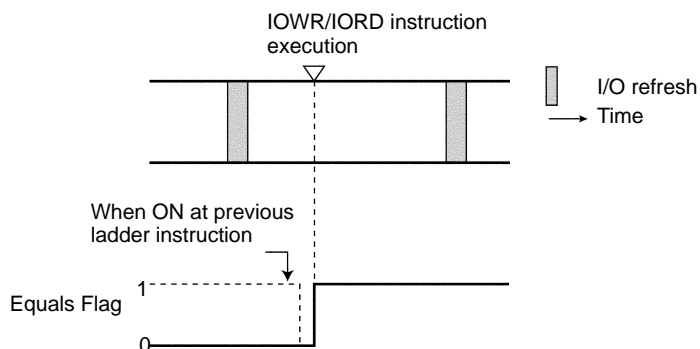 IOWR/IORD instruction
execution
I/O refresh
Time
When ON at previous
ladder instruction
1
Equals Flag
0